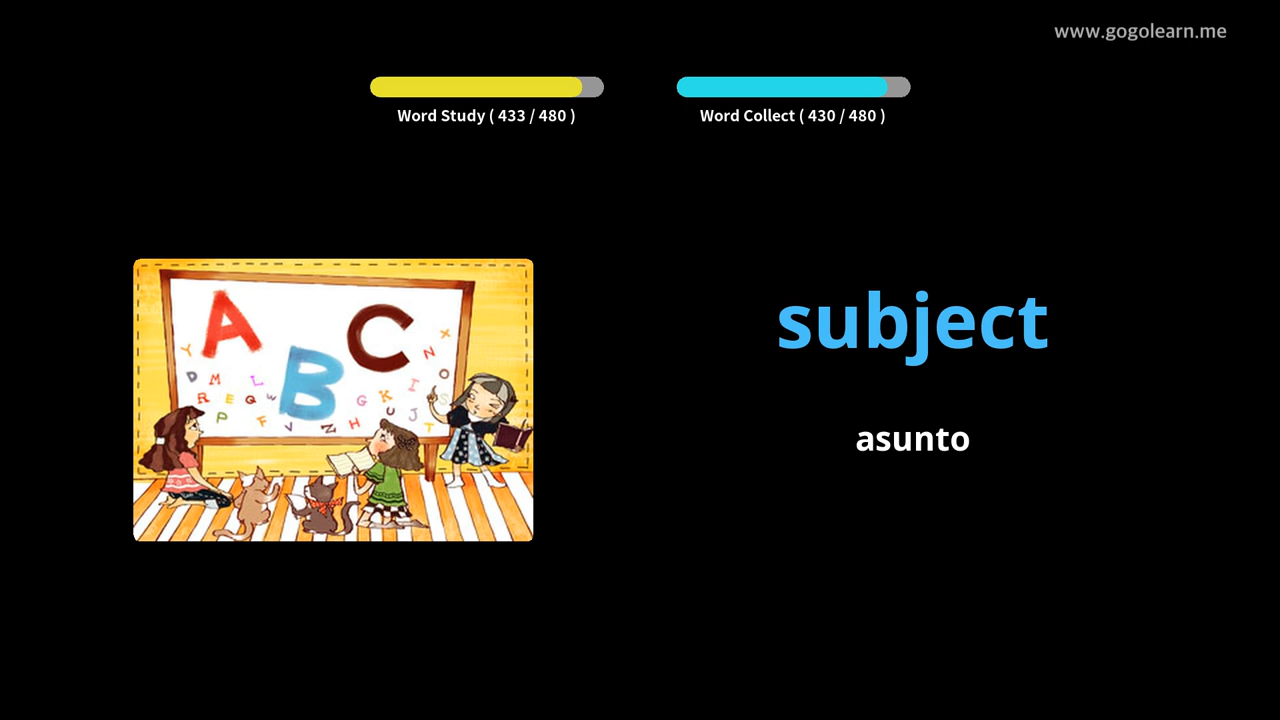 www.gogolearn.me
Word Study ( 433 / 480 )
Word Collect ( 430 / 480 )
subject
asunto
A
B
C
Y
X
N
O
D M L
R E Q W
G K I S
P F V Z H U J T